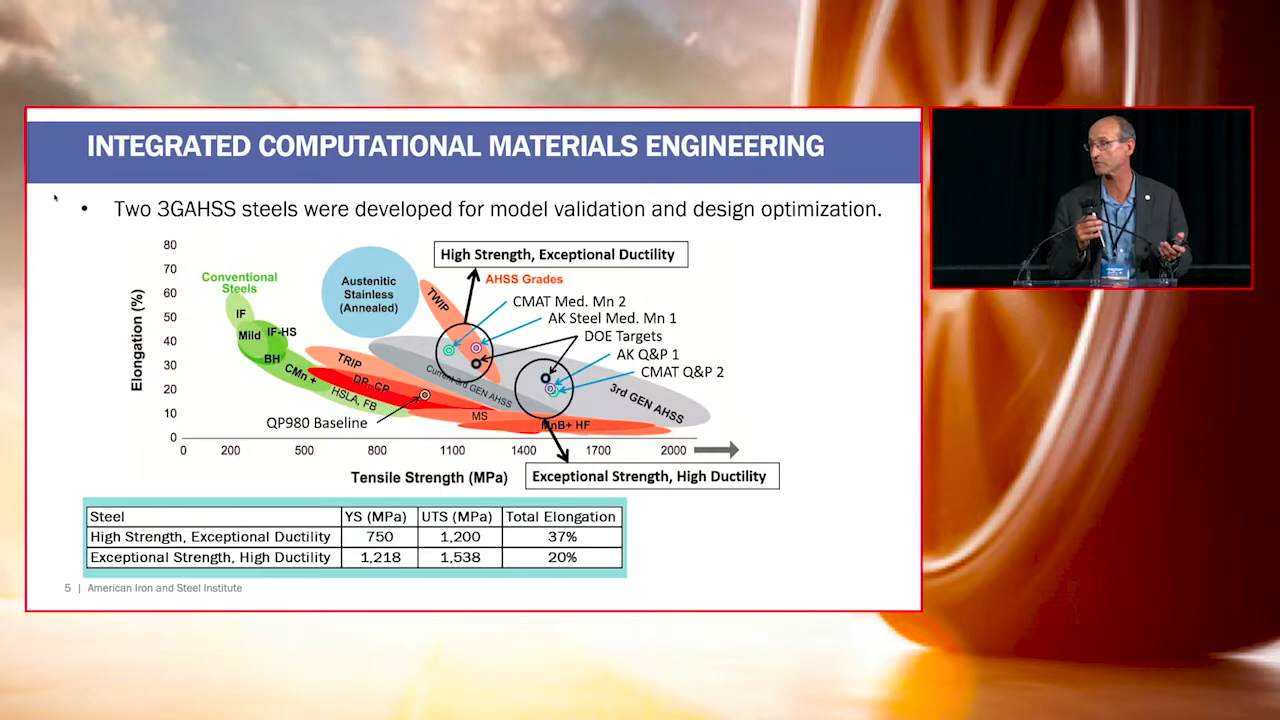 INTEGRATED COMPUTATIONAL MATERIALS ENGINEERING
• Two 3GAHSS steels were developed for model validation and design optimization.
High Strength, Exceptional Ductility
AHSS Grades
Conventional
Steels
Austenitic
Stainless
(Annealed)
TWIP
CMAT Med. Mn 2
AK Steel Med. Mn 1
DOE Targets
AK Q&P 1
CMAT Q&P 2
IF
Mild
IF-HS
BH
CMn +
TRIP
DP, CP
HSLA, FB
Current 3rd GEN AHSS
3rd GEN AHSS
MS
MnB+ HF
QP980 Baseline
Elongation (%)
80
70
60
50
40
30
20
10
0
0 200 500 800 1100 1400 1700 2000
Tensile Strength (MPa)
Exceptional Strength, High Ductility
Steel YS (MPa) UTS (MPa) Total Elongation
High Strength, Exceptional Ductility 750 1,200 37%
Exceptional Strength, High Ductility 1,218 1,538 20%
5 | American Iron and Steel Institute